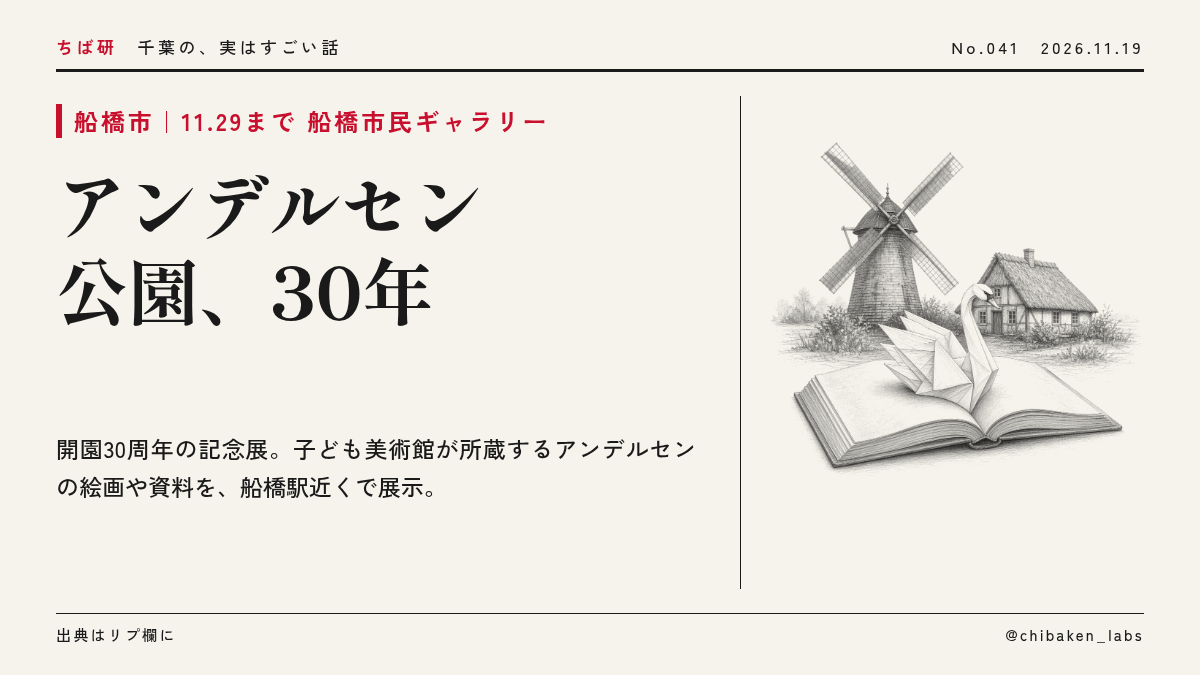 ちば研 千葉の、実はすごい話
No.041 2026.11.19
船橋市｜11.29まで 船橋市民ギャラリー
アンデルセン
公園、30年
開園30周年の記念展。子ども美術館が所蔵するアンデルセン
の絵画や資料を、船橋駅近くで展示。
出典はリプ欄に
@chibaken_labs